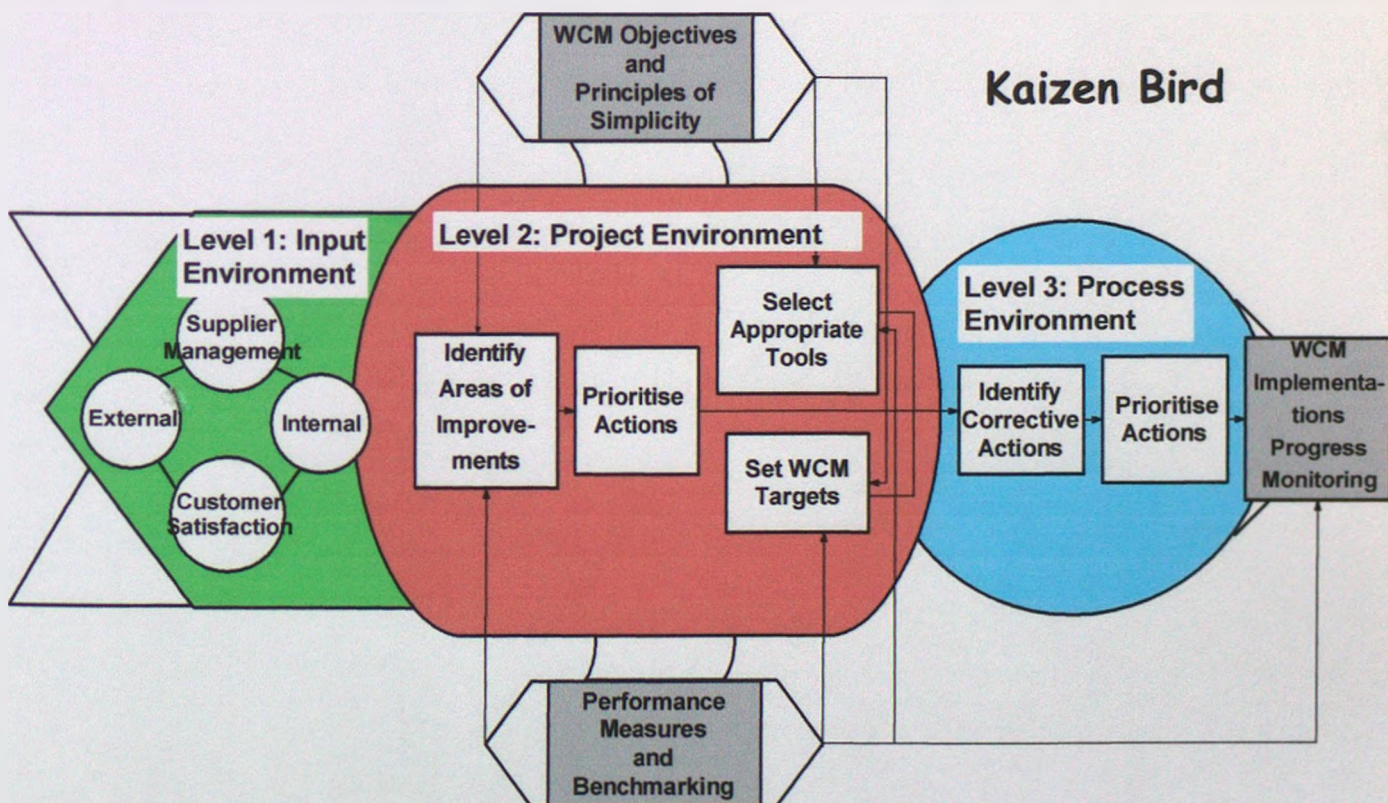 WCM Objectives
and
Principles of
Simplicity
Kaizen Bird
Level 1: Input
Environment
Supplier
Management
External
Internal
Customer
Satisfaction
Level 2: Project Environment
Identify
Areas of
Improve-
ments
Prioritise
Actions
Select
Appropriate
Tools
Set WCM
Targets
Level 3: Process
Environment
Identify
Corrective
Actions
Prioritise
Actions
WCM
Implementa-
tions
Progress
Monitoring
Performance
Measures
and
Benchmarking